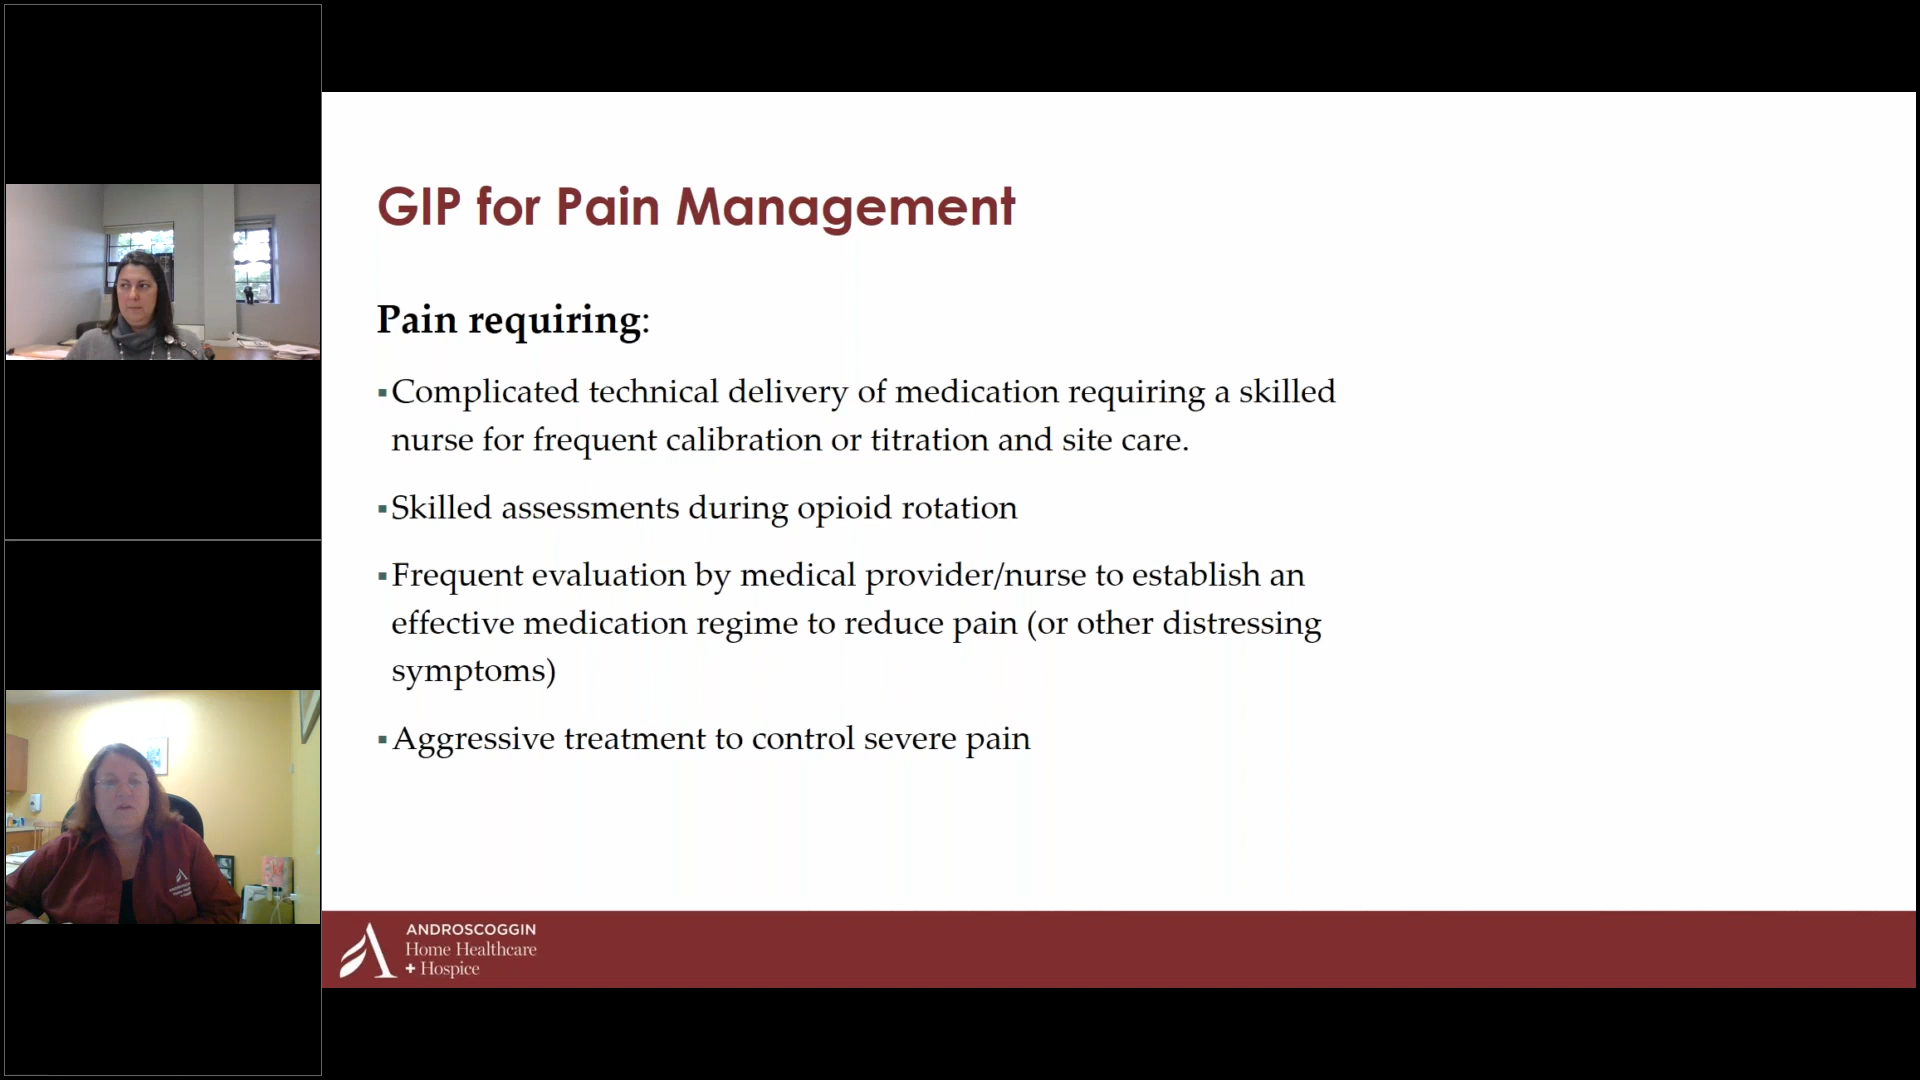 GIP for Pain Management
Pain requiring:
▪Complicated technical delivery of medication requiring a skilled
nurse for frequent calibration or titration and site care.
▪Skilled assessments during opioid rotation
▪Frequent evaluation by medical provider/nurse to establish an
effective medication regime to reduce pain (or other distressing
symptoms)
▪Aggressive treatment to control severe pain
ANDROSCOGGIN
Home Healthcare
+ Hospice